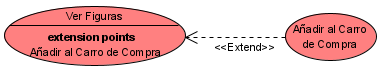 Ver Figuras
extension points
Añadir al Carro de Compra
<<Extend>>
Añadir al Carro
de Compra